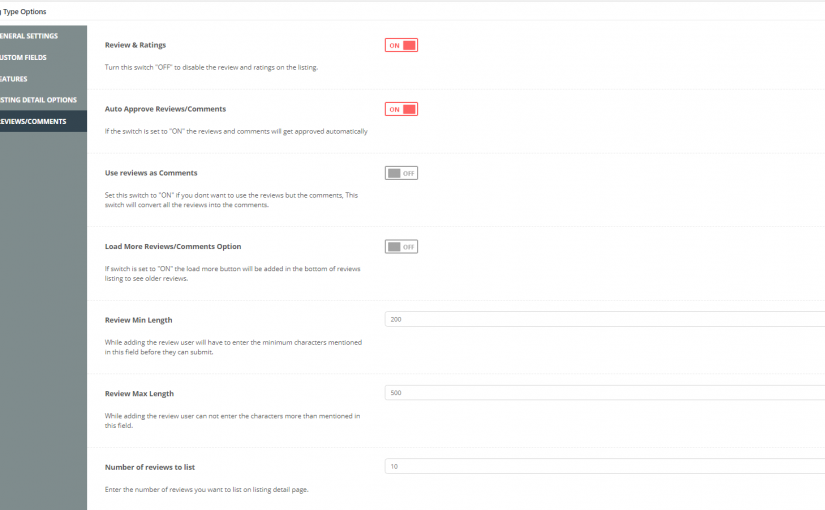 g Type Options
ENERAL SETTINGS
USTOM FIELDS
EATURES
ISTING DETAIL OPTIONS
EVIEWS/COMMENTS
Review & Ratings
ON
Turn this switch "OFF" to disable the review and ratings on the listing.
Auto Approve Reviews/Comments
ON
If the switch is set to "ON" the reviews and comments will get approved automatically
Use reviews as Comments
OFF
Set this switch to "ON" if you dont want to use the reviews but the comments, This
switch will convert all the reviews into the comments.
Load More Reviews/Comments Option
OFF
If switch is set to "ON" the load more button will be added in the bottom of reviews
listing to see older reviews.
Review Min Length
200
While adding the review user will have to enter the minimum characters mentioned
in this field before they can submit.
Review Max Length
500
While adding the review user can not enter the characters more than mentioned in
this field.
Number of reviews to list
10
Enter the number of reviews you want to list on listing detail page.